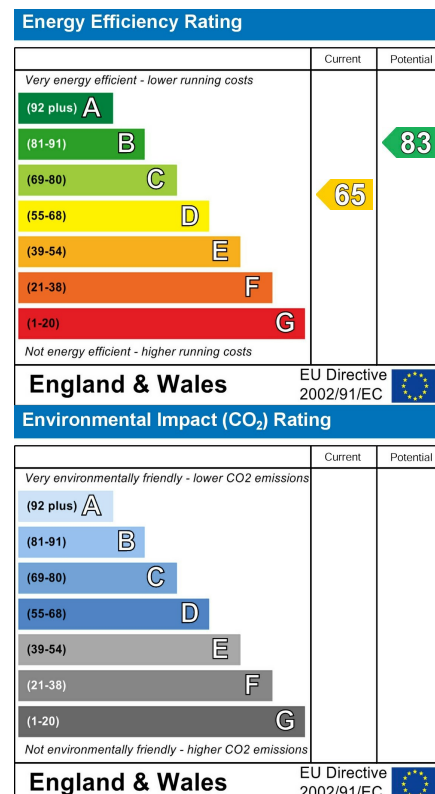 Energy Efficiency Rating
Current Potential
Very energy efficient - lower running costs
(92 plus) A
(81-91) B
83
(69-80) C
65
(55-68) D
(39-54) E
(21-38) F
(1-20) G
Not energy efficient - higher running costs
England & Wales
EU Directive
2002/91/EC
Environmental Impact (CO₂) Rating
Current Potential
Very environmentally friendly - lower CO2 emissions
(92 plus) A
(81-91) B
(69-80) C
(55-68) D
(39-54) E
(21-38) F
(1-20) G
Not environmentally friendly - higher CO2 emissions
England & Wales
EU Directive
2002/91/EC